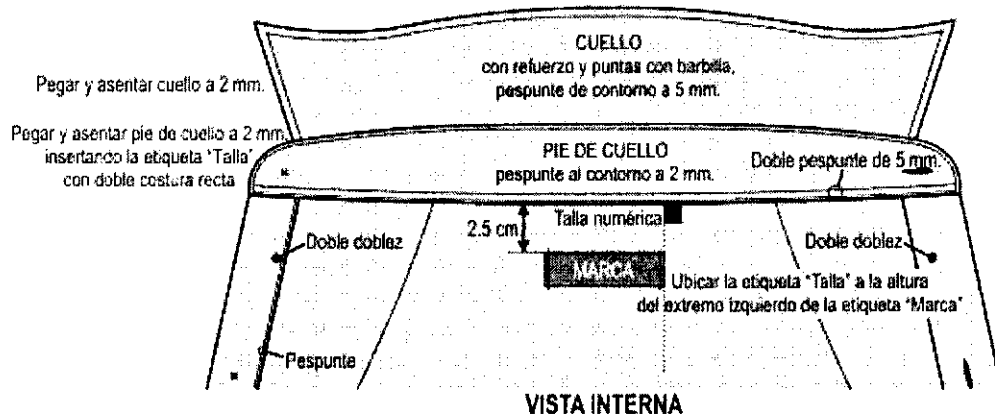 CUELLO
con refuerzo y puntas con barbilla,
pespunte de contorno a 5 mm.
Pegar y asentar cuello a 2 mm.
Pegar y asentar pie de cuello a 2 mm.
insertando la etiqueta "Talla"
con doble costura recta
PIE DE CUELLO
pespunte al contorno a 2 mm.
Doble pespunte de 5 mm.
Talla numérica
2.5 cm
Doble doblez
Doble doblez
MARCA
Ubicar la etiqueta "Talla" a la altura
del extremo izquierdo de la etiqueta "Marca"
Pespunte
VISTA INTERNA